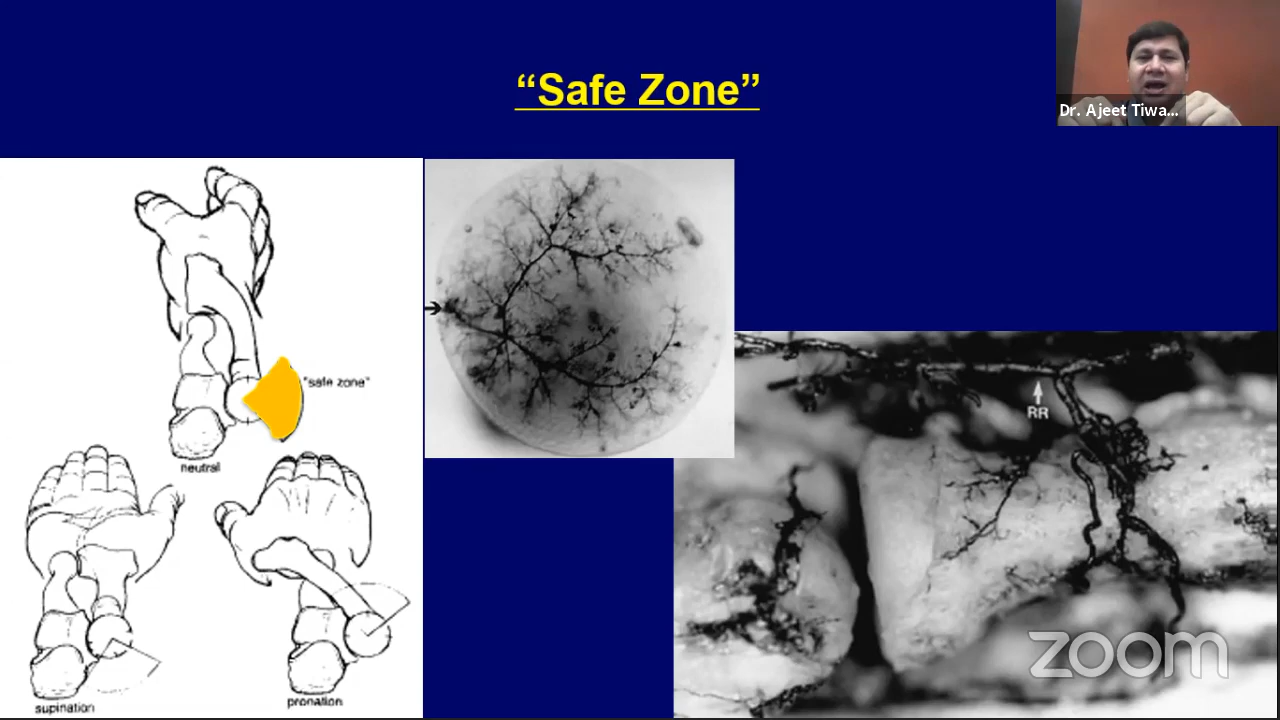 “Safe Zone”
Dr. Ajeet Tiwa...
"safe zone"
neutral
supination
pronation
RR
zoom